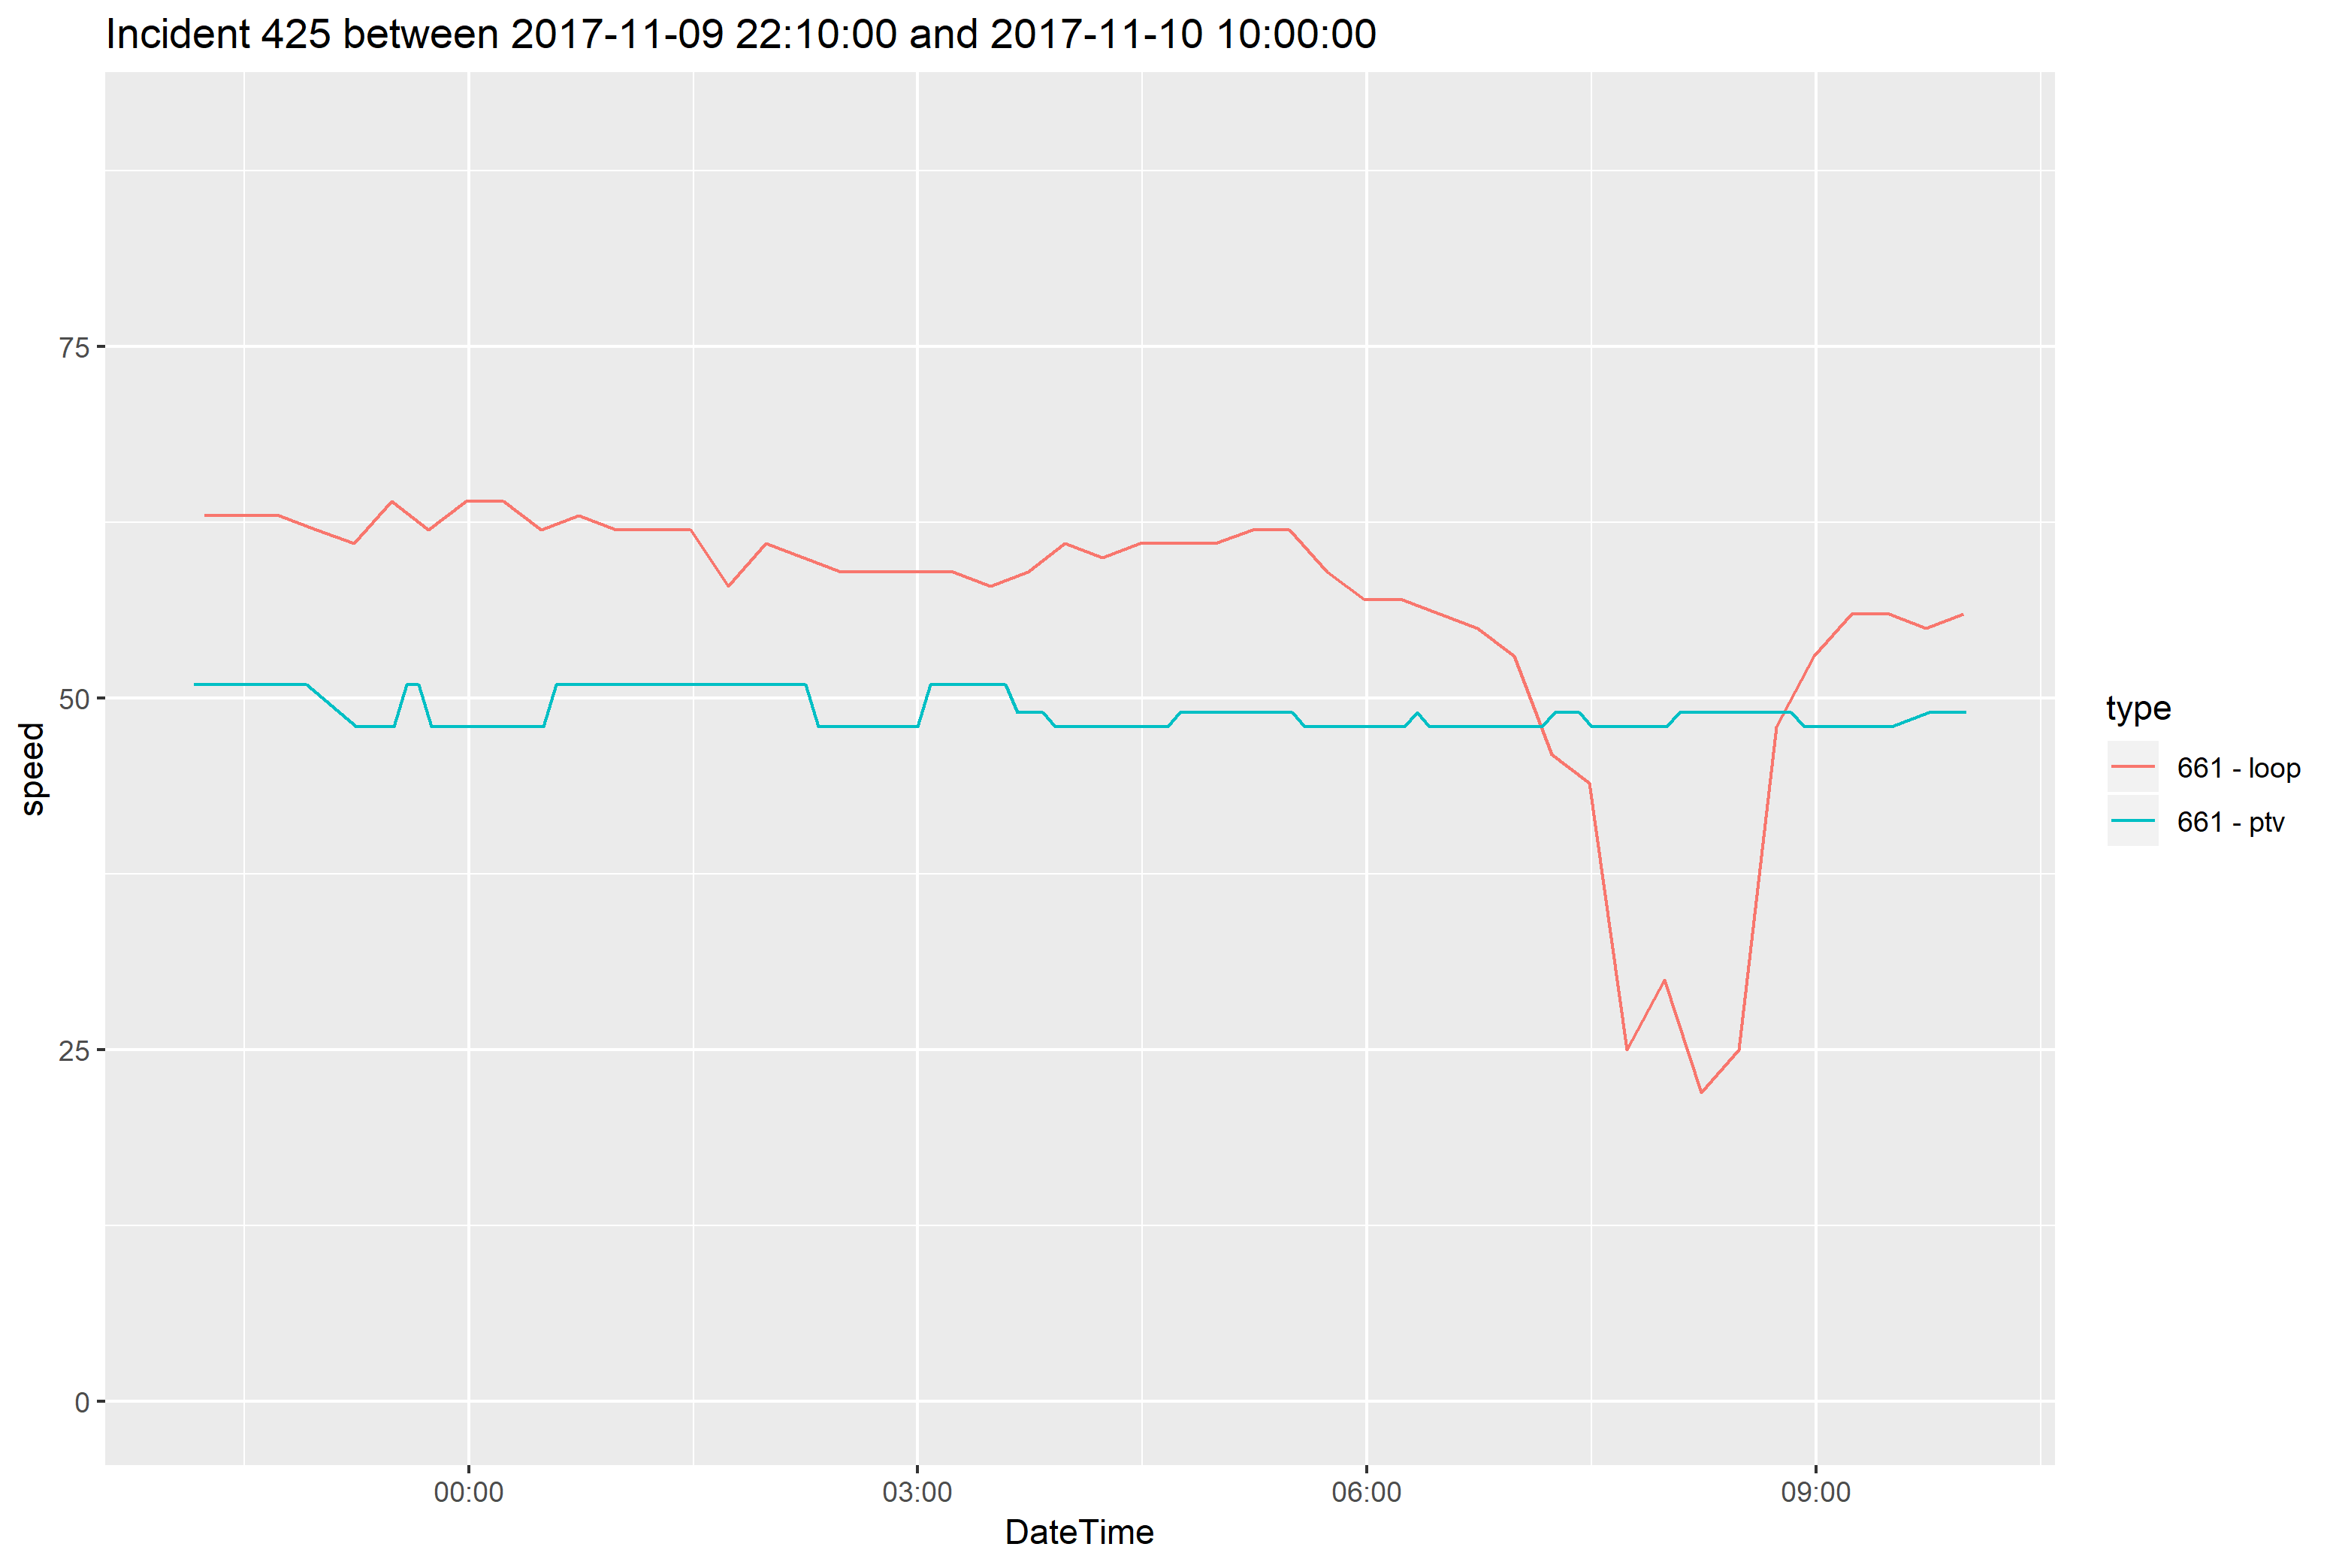 Incident 425 between 2017-11-09 22:10:00 and 2017-11-10 10:00:00
75
50
25
0
speed
00:00 03:00 06:00 09:00
DateTime
type
661 - loop
661 - ptv